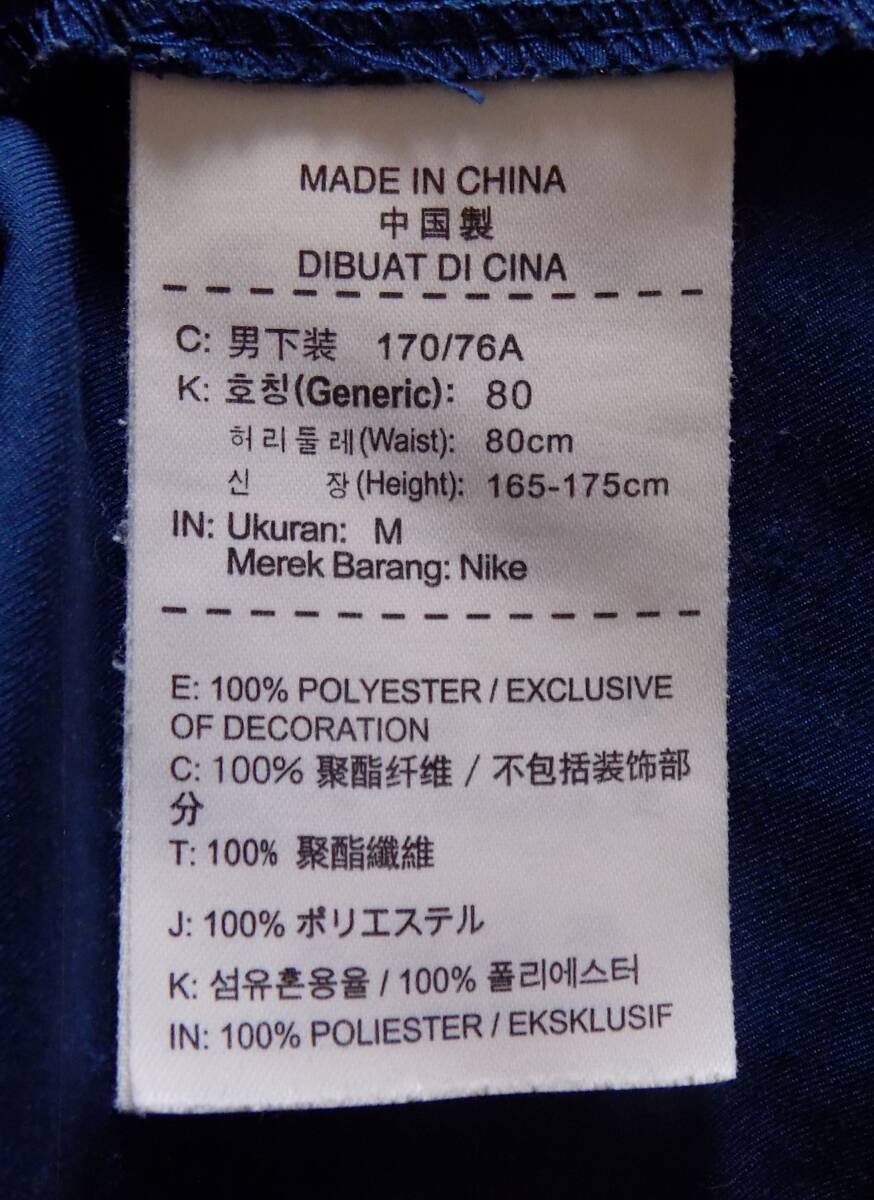 MADE IN CHINA
中国製
DIBUAT DI CINA
C: 男下装 170/76A
K: 호칭(Generic): 80
허리둘레(Waist): 80cm
신 장(Height): 165-175cm
IN: Ukuran: M
Merek Barang: Nike
E: 100% POLYESTER / EXCLUSIVE
OF DECORATION
C: 100% 聚酯纤维 / 不包括装饰部
分
T: 100% 聚酯纖維
J: 100% ポリエステル
K: 섬유혼용율 / 100% 폴리에스터
IN: 100% POLIESTER / EKSKLUSIF